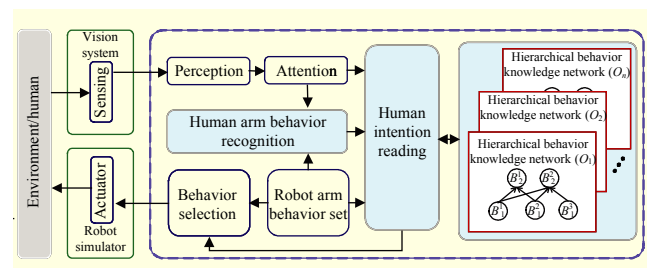 Environment/human
Vision
system
Sensing
Actuator
Robot
simulator
Perception
Attention
Human arm behavior
recognition
Behavior
selection
Robot arm
behavior set
Human
intention
reading
Hierarchical behavior
knowledge network (Oₙ)
Hierarchical behavior
knowledge network (O₂)
Hierarchical behavior
knowledge network (O₁)
B¹₂ B²₂
B¹₁ B²₁ B³₁